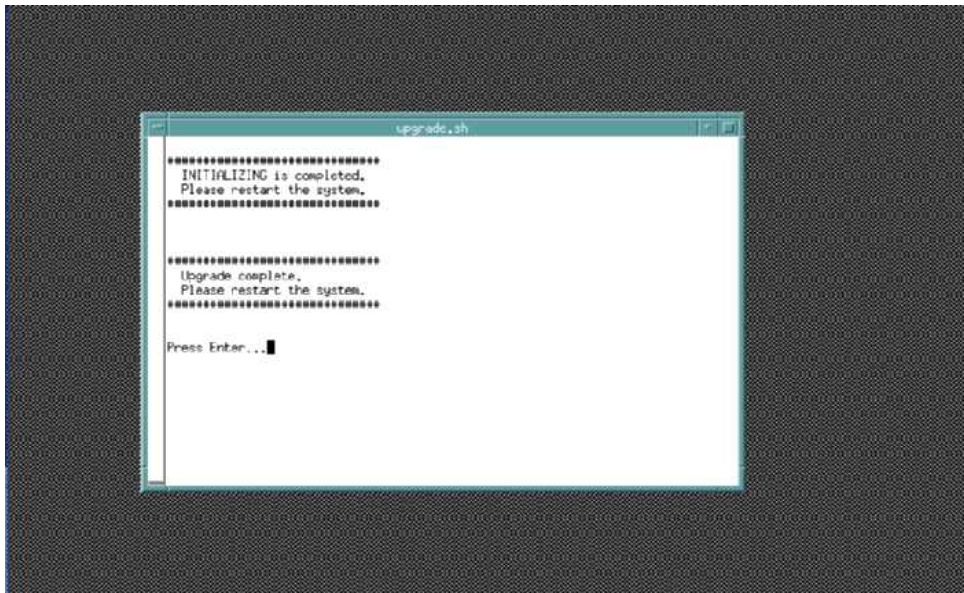 upgrade.sh
******************************
INITIALIZING is completed.
Please restart the system.
******************************
******************************
Upgrade complete.
Please restart the system.
******************************
Press Enter...